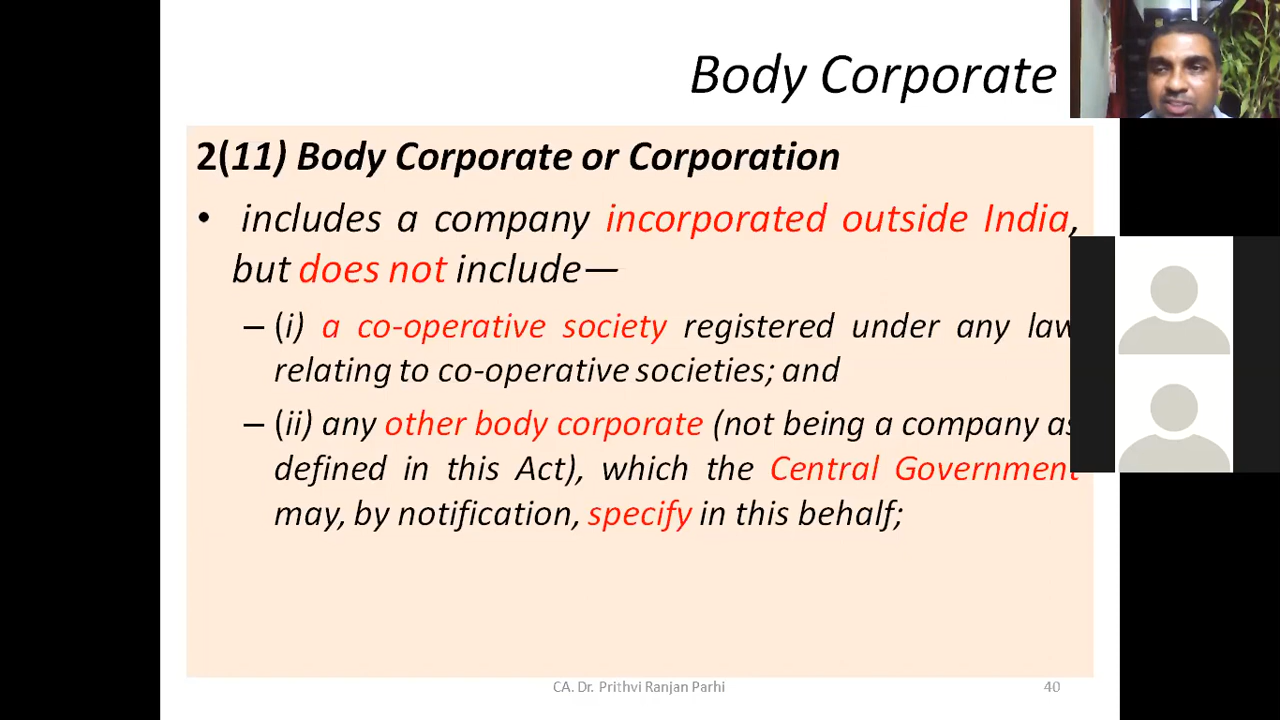 Body Corporate
2(11) Body Corporate or Corporation
• includes a company incorporated outside India,
but does not include—
– (i) a co-operative society registered under any law
relating to co-operative societies; and
– (ii) any other body corporate (not being a company as
defined in this Act), which the Central Government
may, by notification, specify in this behalf;
CA. Dr. Prithvi Ranjan Parhi
40